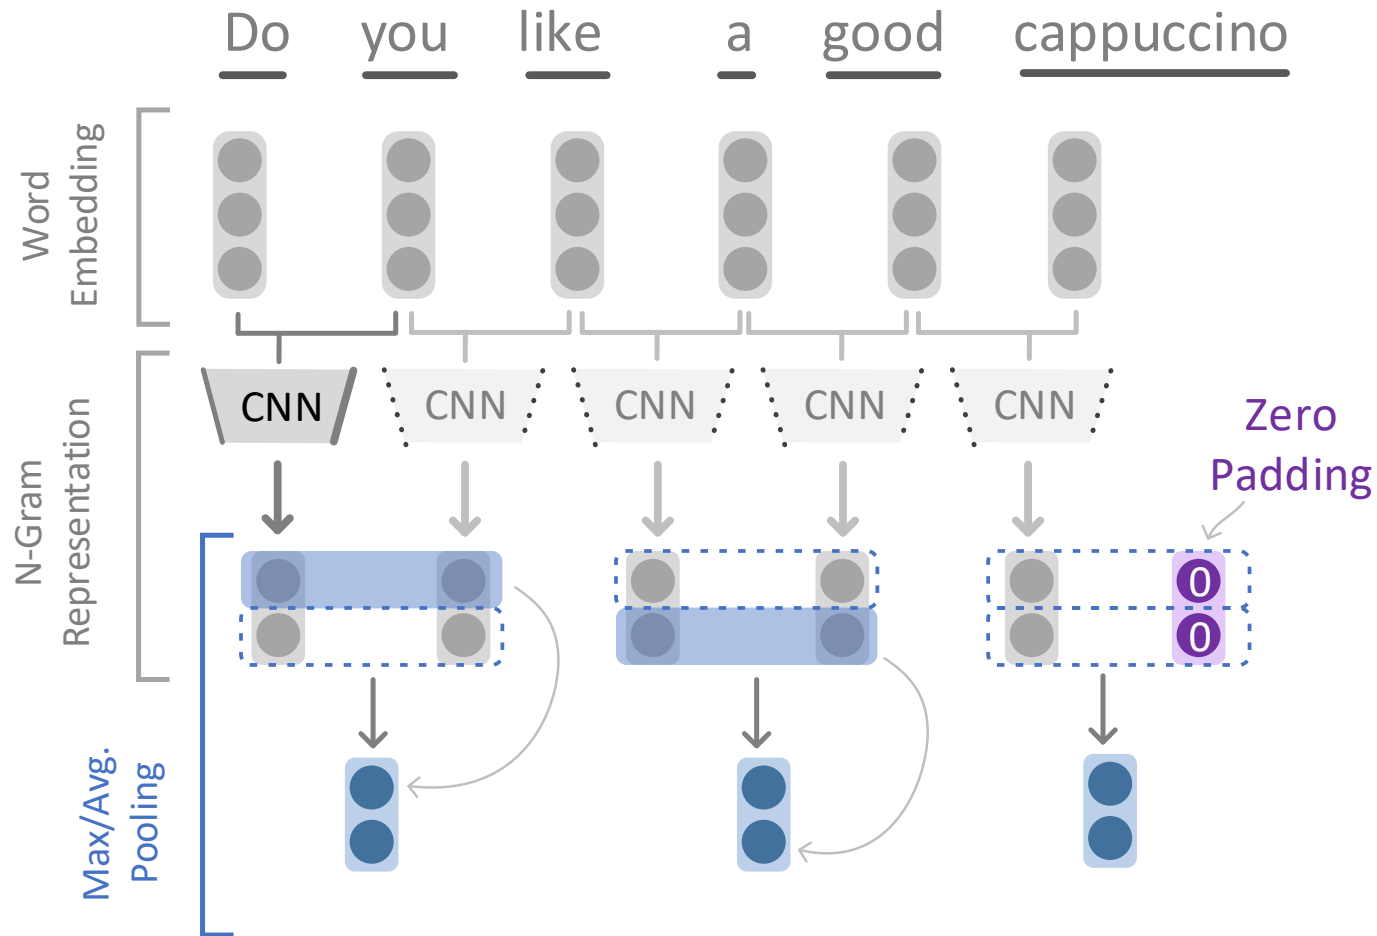 Do you like a good cappuccino
Word
Embedding
N-Gram
Representation
CNN CNN CNN CNN CNN
Zero
Padding
0
0
Max/Avg.
Pooling